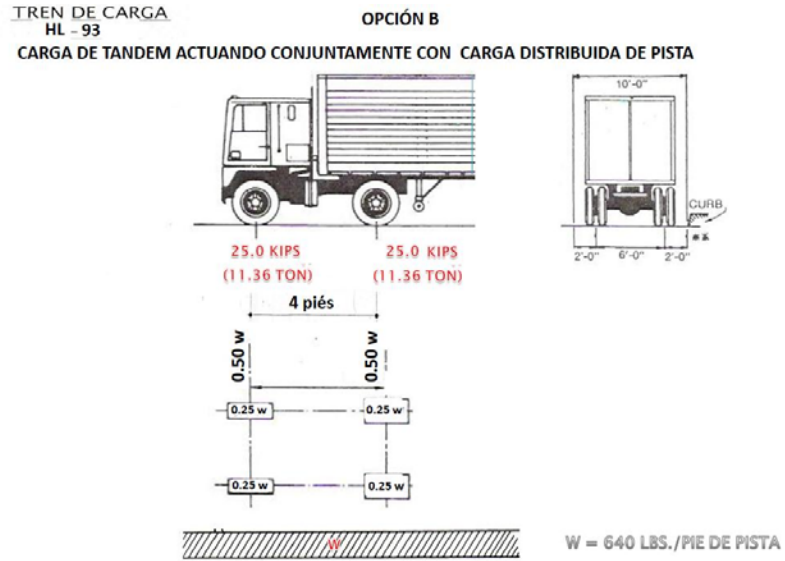 TREN DE CARGA
HL - 93
OPCIÓN B
CARGA DE TANDEM ACTUANDO CONJUNTAMENTE CON CARGA DISTRIBUIDA DE PISTA
10'-0"
CURB
2'-0" 6'-0" 2'-0"
25.0 KIPS 25.0 KIPS
(11.36 TON) (11.36 TON)
4 piés
0.50 w 0.50 w
0.25 w 0.25 w
0.25 w 0.25 w
W
W = 640 LBS./PIE DE PISTA